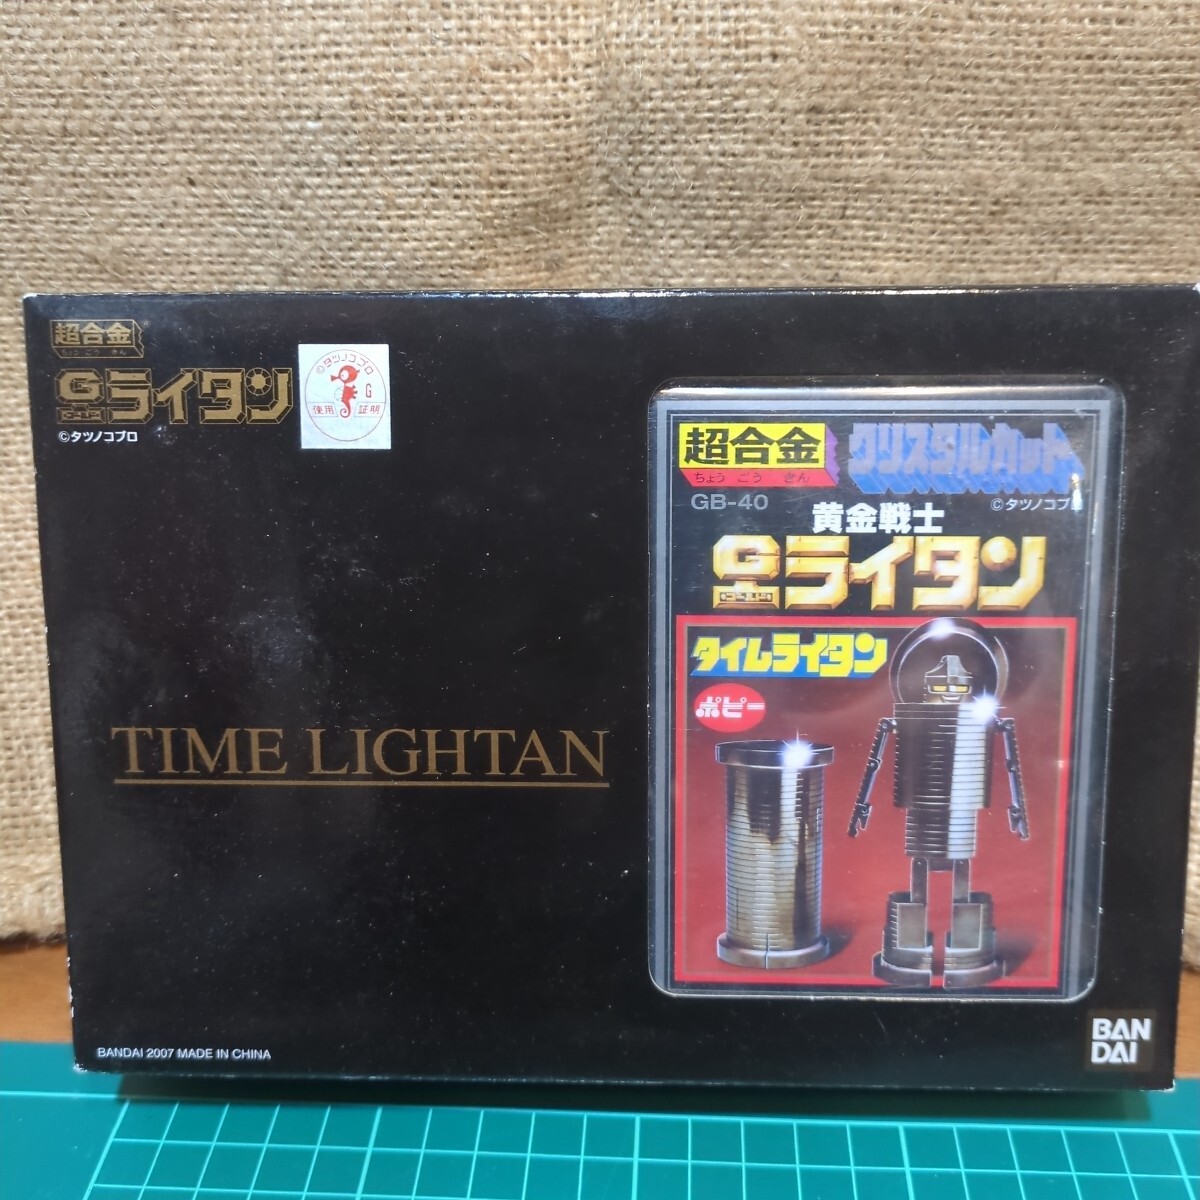 超合金
ちょうごうきん
Gライタン
ゴールド
©タツノコプロ
©タツノコプロ
G
使用 証明
TIME LIGHTAN
BANDAI 2007 MADE IN CHINA
超合金 クリスタルカット
ちょうごうきん
GB-40 ©タツノコプロ
黄金戦士
Gライタン
ゴールド
タイムライタン
ポピー
BAN
DAI